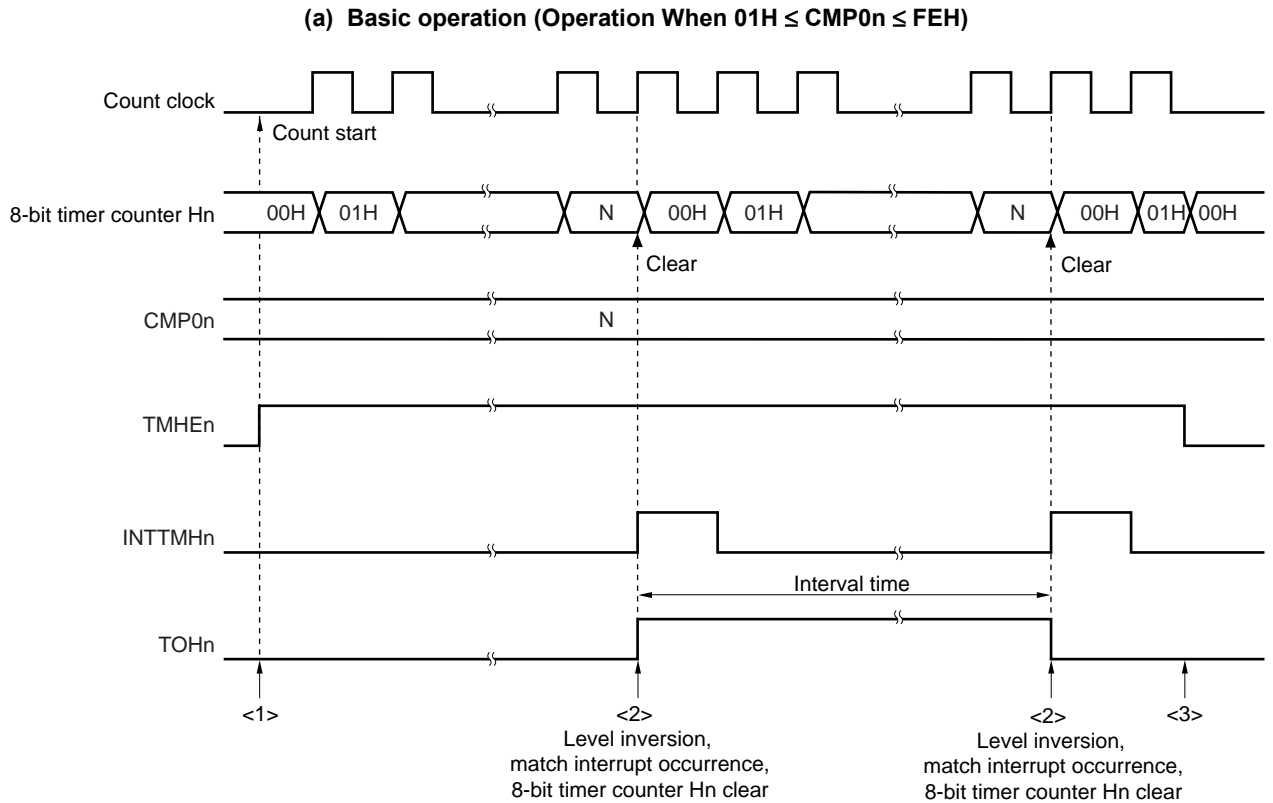 (a) Basic operation (Operation When 01H ≤ CMP0n ≤ FEH)
Count clock
Count start
8-bit timer counter Hn
00H
01H
N
00H
01H
N
00H
01H
00H
Clear
Clear
CMP0n
N
TMHEn
INTTMHn
Interval time
TOHn
<1>
<2>
Level inversion,
match interrupt occurrence,
8-bit timer counter Hn clear
<2>
Level inversion,
match interrupt occurrence,
8-bit timer counter Hn clear
<3>